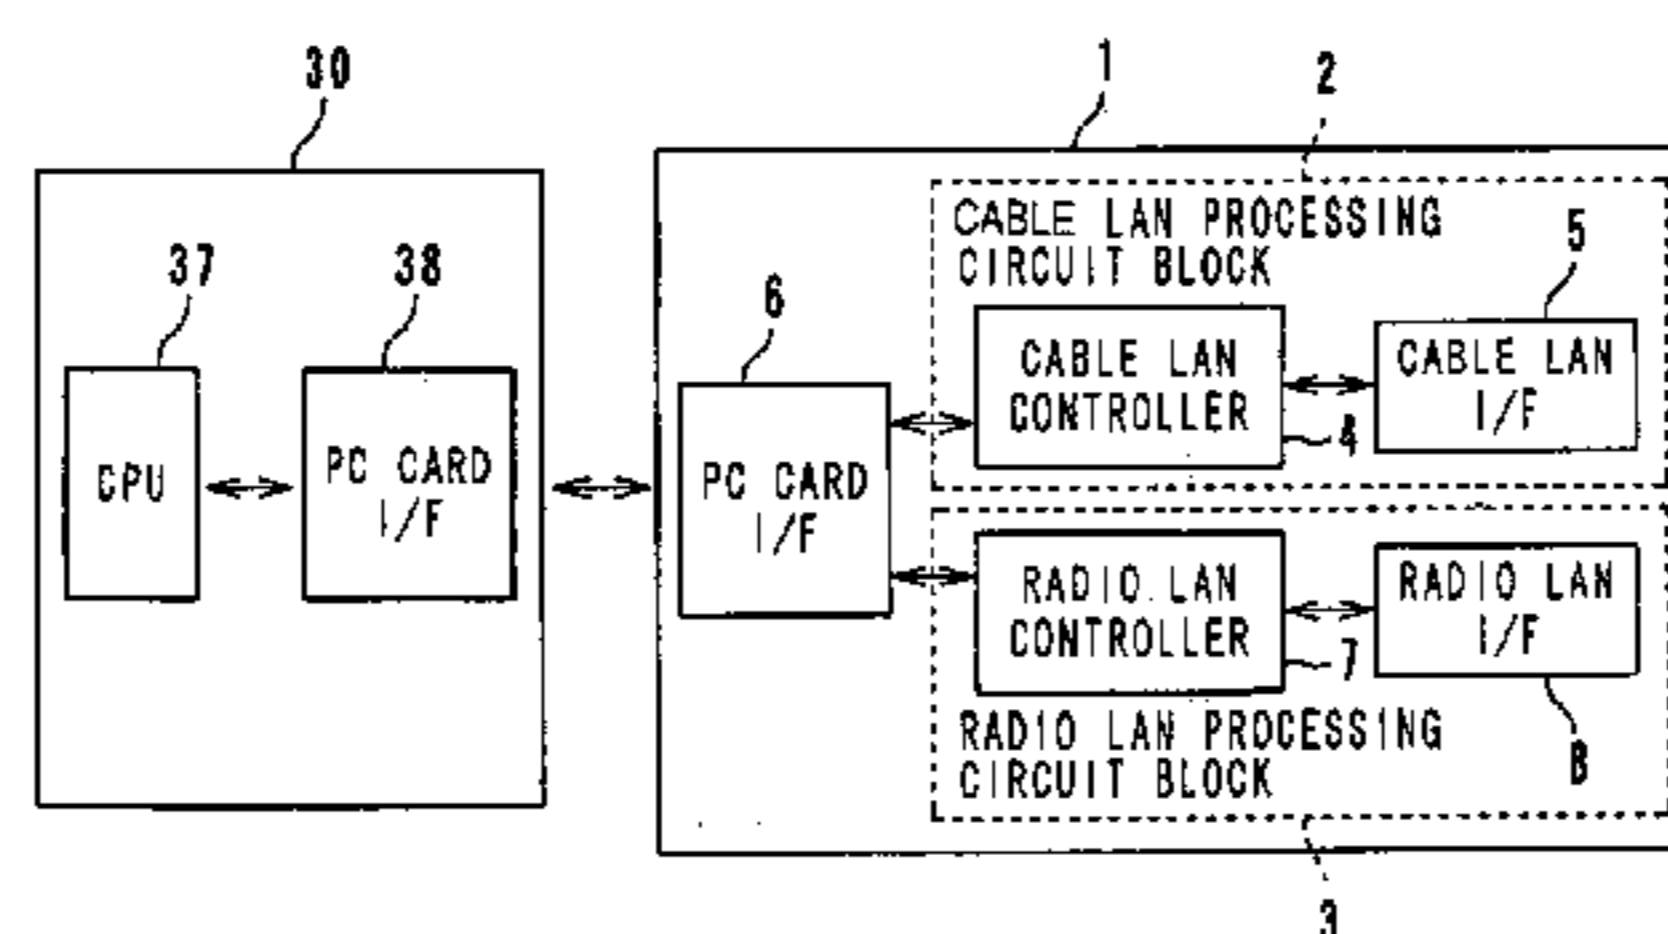 30
1
2
37
38
6
CABLE LAN PROCESSING
CIRCUIT BLOCK
5
CABLE LAN
CONTROLLER
4
CABLE LAN
I/F
CPU
PC CARD
I/F
PC CARD
I/F
RADIO LAN
CONTROLLER
7
RADIO LAN
I/F
RADIO LAN PROCESSING
CIRCUIT BLOCK
8
3